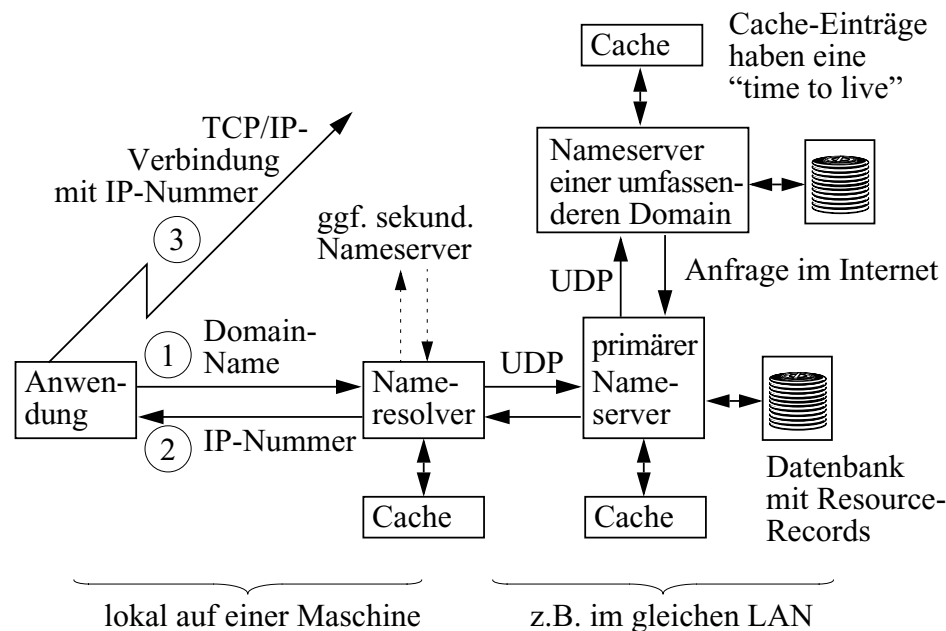 Cache
Cache-Einträge
haben eine
“time to live”
TCP/IP-
Verbindung
mit IP-Nummer
3
ggf. sekund.
Nameserver
Nameserver
einer umfassen-
deren Domain
UDP
Anfrage im Internet
1
Domain-
Name
Anwen-
dung
2
IP-Nummer
Name-
resolver
UDP
primärer
Name-
server
Cache
Cache
Datenbank
mit Resource-
Records
lokal auf einer Maschine
z.B. im gleichen LAN